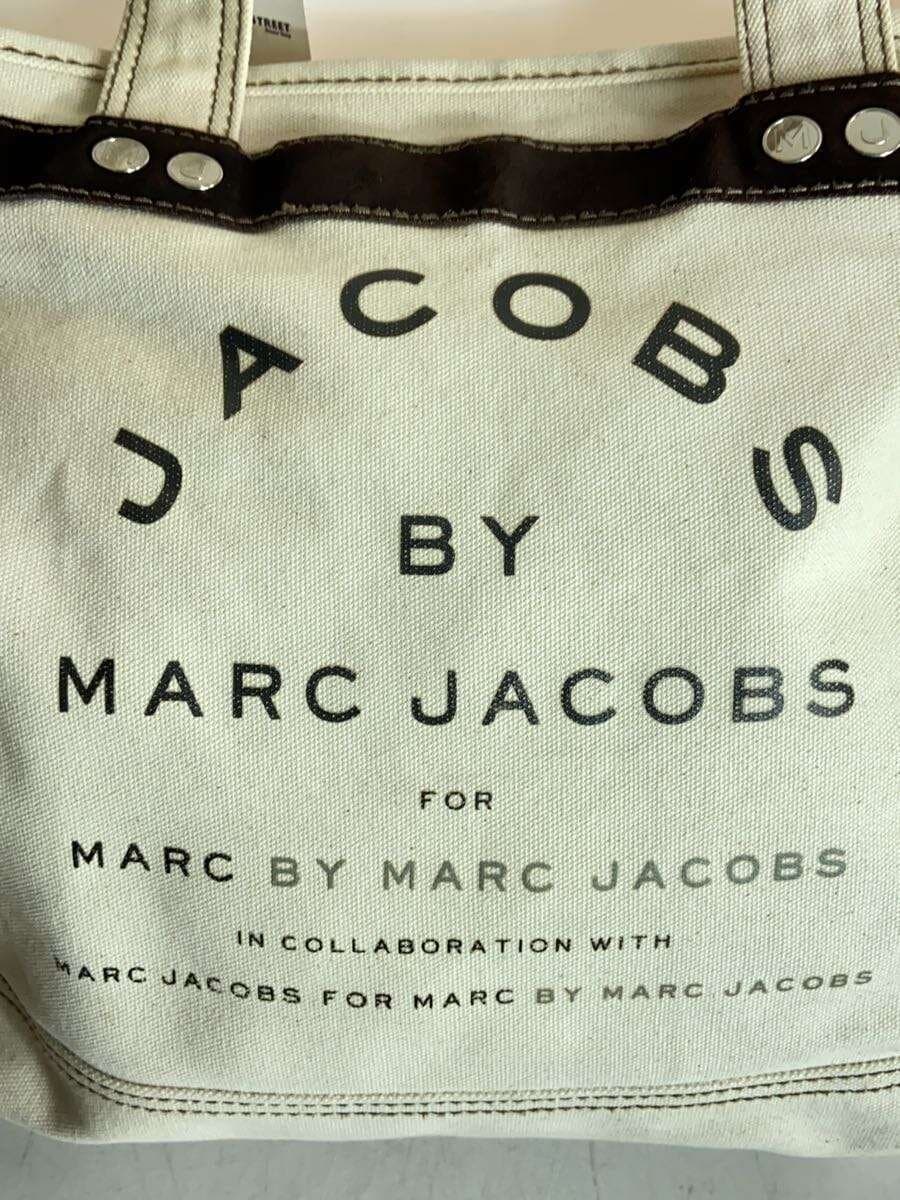 STREET
M J
M J
JACOBS
BY
MARC JACOBS
FOR
MARC BY MARC JACOBS
IN COLLABORATION WITH
MARC JACOBS FOR MARC BY MARC JACOBS